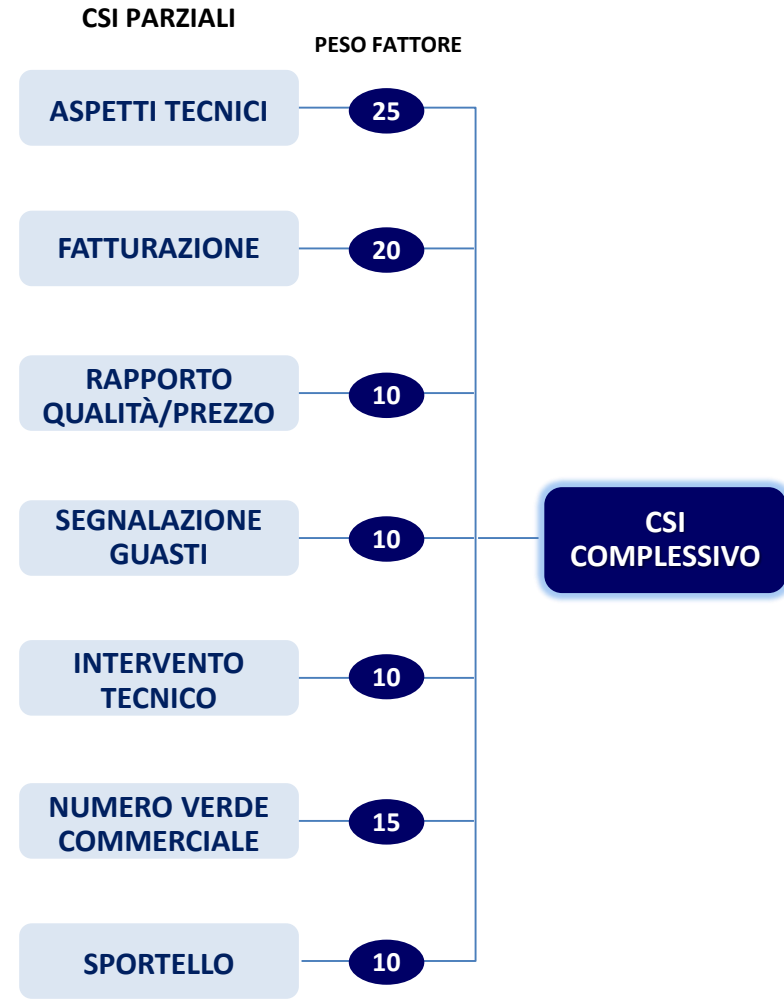 CSI PARZIALI
PESO FATTORE
ASPETTI TECNICI
25
FATTURAZIONE
20
RAPPORTO
QUALITÀ/PREZZO
10
SEGNALAZIONE
GUASTI
10
CSI
COMPLESSIVO
INTERVENTO
TECNICO
10
NUMERO VERDE
COMMERCIALE
15
SPORTELLO
10